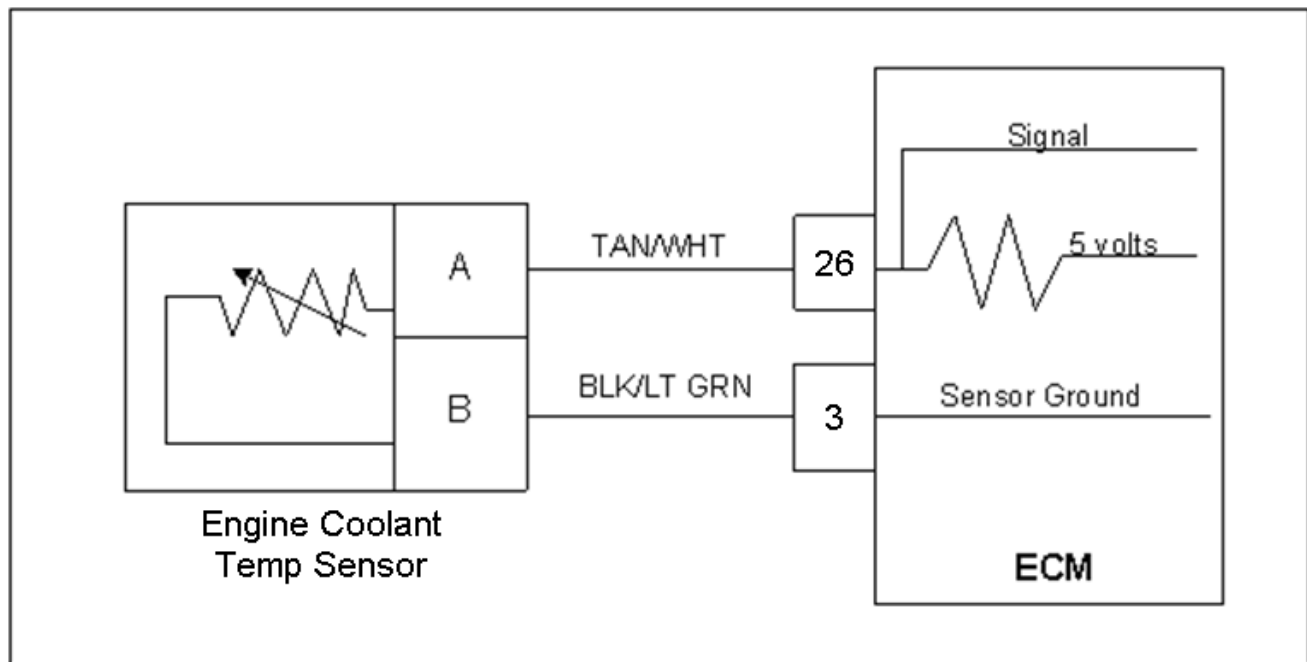 Signal
TAN/WHT
26
5 volts
A
BLK/LT GRN
3
Sensor Ground
B
Engine Coolant
Temp Sensor
ECM